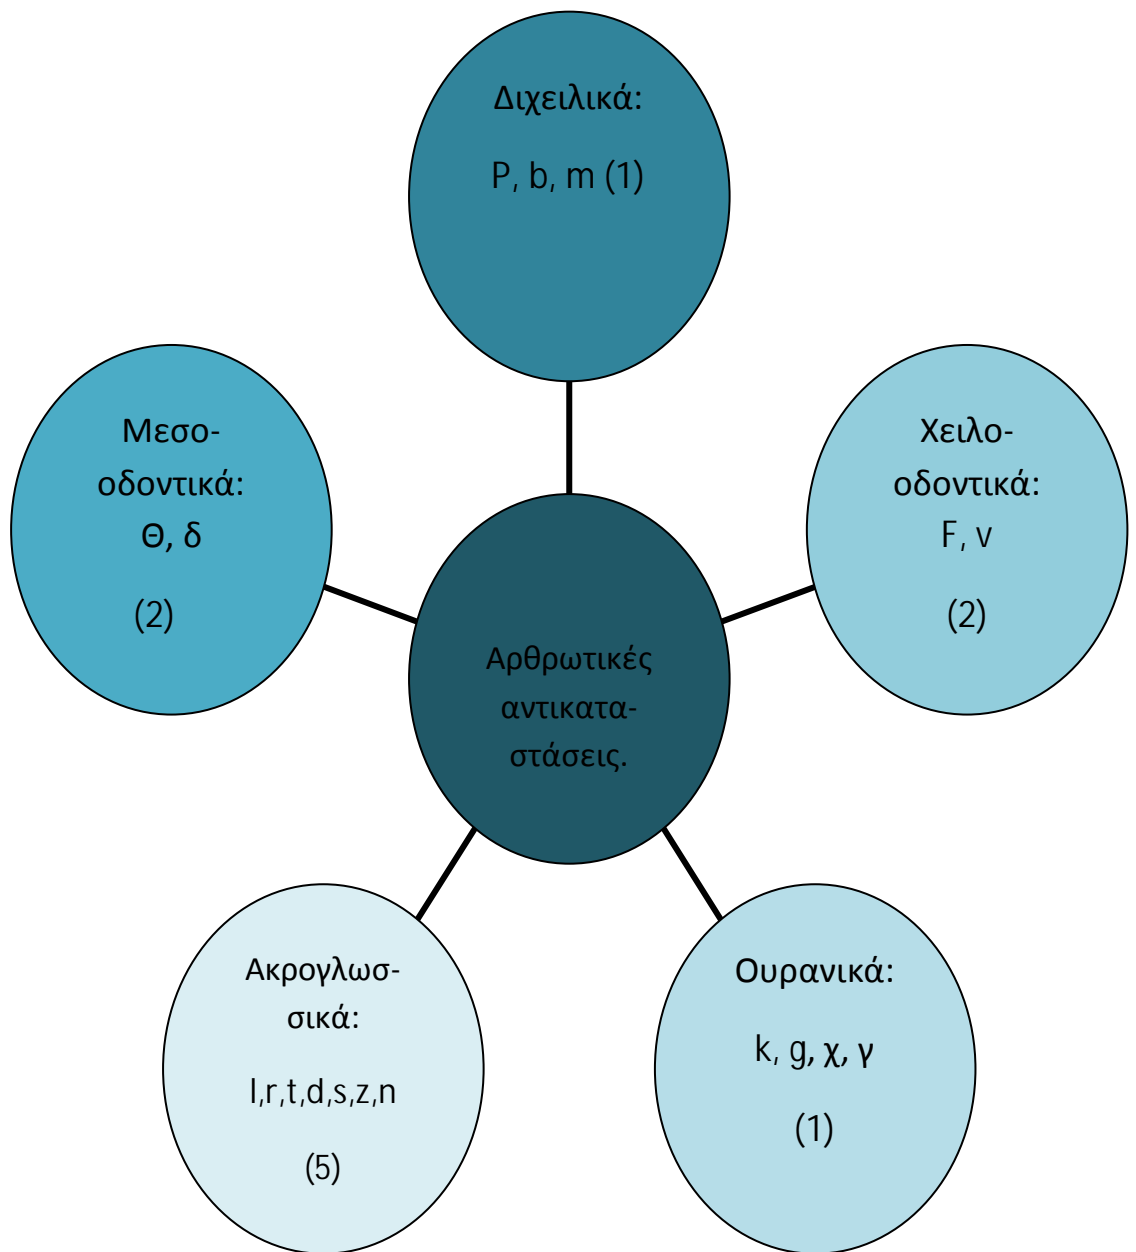 Διχειλικά:
P, b, m (1)
Μεσο-
οδοντικά:
Θ, δ
(2)
Χειλο-
οδοντικά:
F, v
(2)
Αρθρωτικές
αντικατα-
στάσεις.
Ακρογλωσ-
σικά:
l,r,t,d,s,z,n
(5)
Ουρανικά:
k, g, χ, γ
(1)